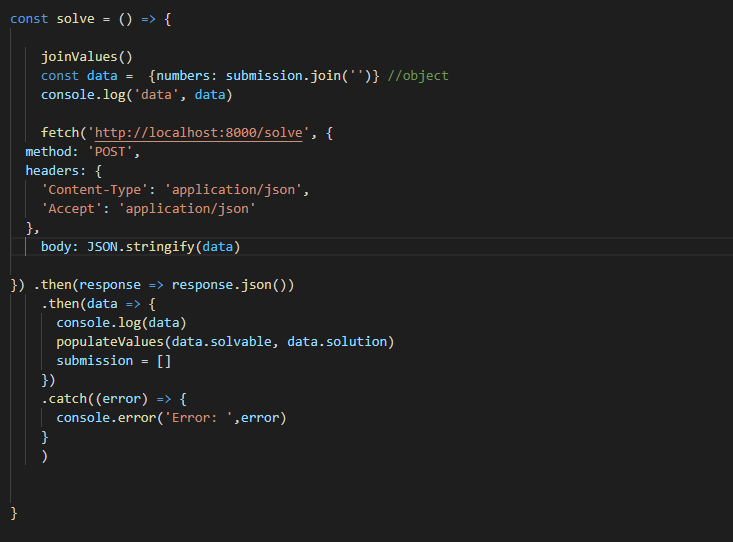 const solve = () => {
joinValues()
const data =  {numbers: submission.join('')} //object
console.log('data', data)
fetch('http://localhost:8000/solve', {
method: 'POST',
headers: {
'Content-Type': 'application/json',
'Accept': 'application/json'
},
body: JSON.stringify(data)
}) .then(response => response.json())
.then(data => {
console.log(data)
populateValues(data.solvable, data.solution)
submission = []
})
.catch((error) => {
console.error('Error: ',error)
}
)
}